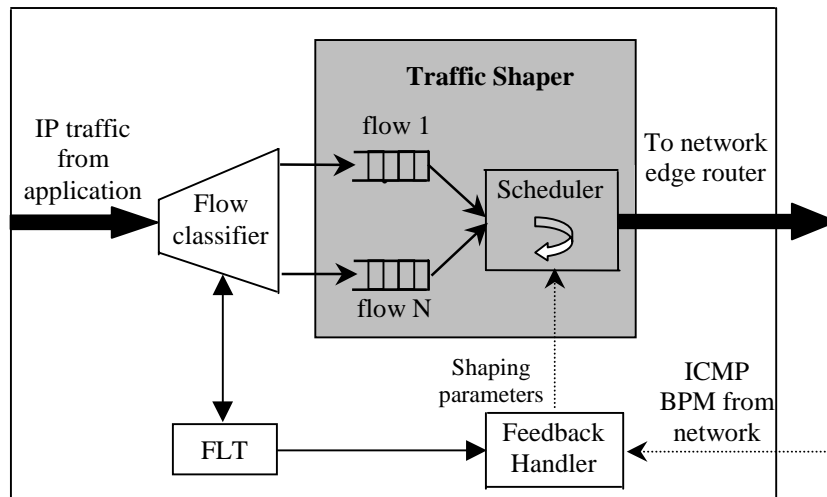 Traffic Shaper
IP traffic
from
application
flow 1
To network
edge router
Flow
classifier
Scheduler
flow N
Shaping
parameters
ICMP
BPM from
network
FLT
Feedback
Handler